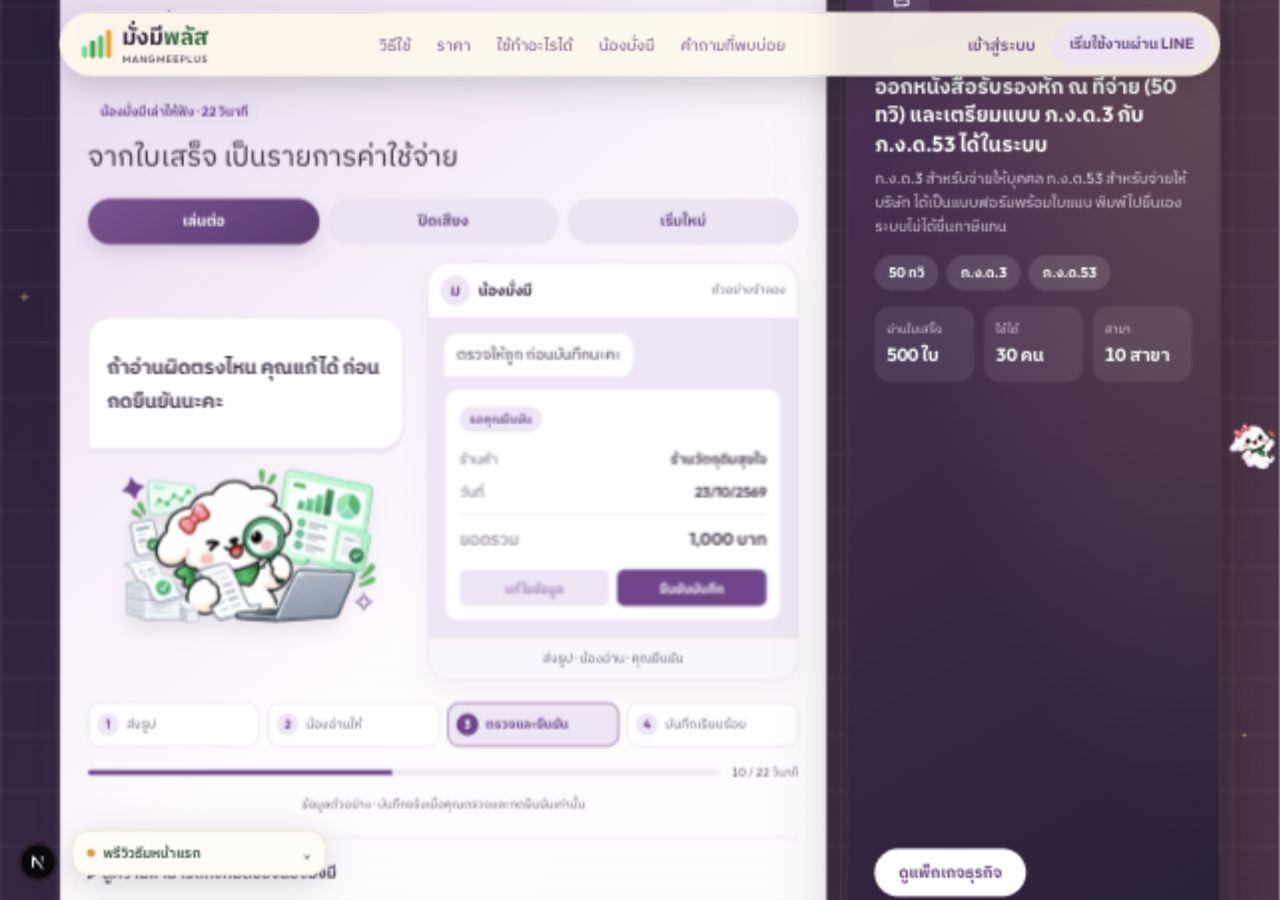 มั่งมีพลัส
MANGMEEPLUS
วิธีใช้
ราคา
ใช้ทำอะไรได้
น้องมั่งมี
คำถามที่พบบ่อย
เข้าสู่ระบบ
เริ่มใช้งานผ่าน LINE
น้องมั่งมีเล่าให้ฟัง · 22 วินาที
จากใบเสร็จ เป็นรายการค่าใช้จ่าย
เล่นต่อ
ปิดเสียง
เริ่มใหม่
ถ้าอ่านผิดตรงไหน คุณแก้ได้ ก่อน
กดยืนยันนะคะ
ม
น้องมั่งมี
ตัวอย่างจำลอง
ตรวจให้ถูก ก่อนบันทึกนะคะ
รอคุณยืนยัน
ร้านค้า
ร้านวัตถุดิบสุขใจ
วันที่
23/10/2569
ยอดรวม
1,000 บาท
แก้ไขข้อมูล
ยืนยันบันทึก
ส่งรูป · น้องอ่าน · คุณยืนยัน
1 ส่งรูป
2 น้องอ่านให้
3 ตรวจและยืนยัน
4 บันทึกเรียบร้อย
10 / 22 วินาที
ข้อมูลตัวอย่าง · บันทึกจริงเมื่อคุณตรวจและกดยืนยันเท่านั้น
พรีวิวธีมหน้าแรก
N
ออกหนังสือรับรองหัก ณ ที่จ่าย (50
ทวิ) และเตรียมแบบ ภ.ง.ด.3 กับ
ภ.ง.ด.53 ได้ในระบบ
ภ.ง.ด.3 สำหรับจ่ายให้บุคคล ภ.ง.ด.53 สำหรับจ่ายให้
บริษัท ได้เป็นแบบฟอร์มพร้อมใบแนบ พิมพ์ไปยื่นเอง
ระบบไม่ได้ยื่นภาษีแทน
50 ทวิ
ภ.ง.ด.3
ภ.ง.ด.53
อ่านใบเสร็จ
500 ใบ
ใช้ได้
30 คน
สาขา
10 สาขา
ดูแพ็กเกจธุรกิจ